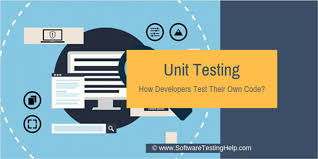 Unit Testing
How Developers Test Their Own Code?
© www.SoftwareTestingHelp.com